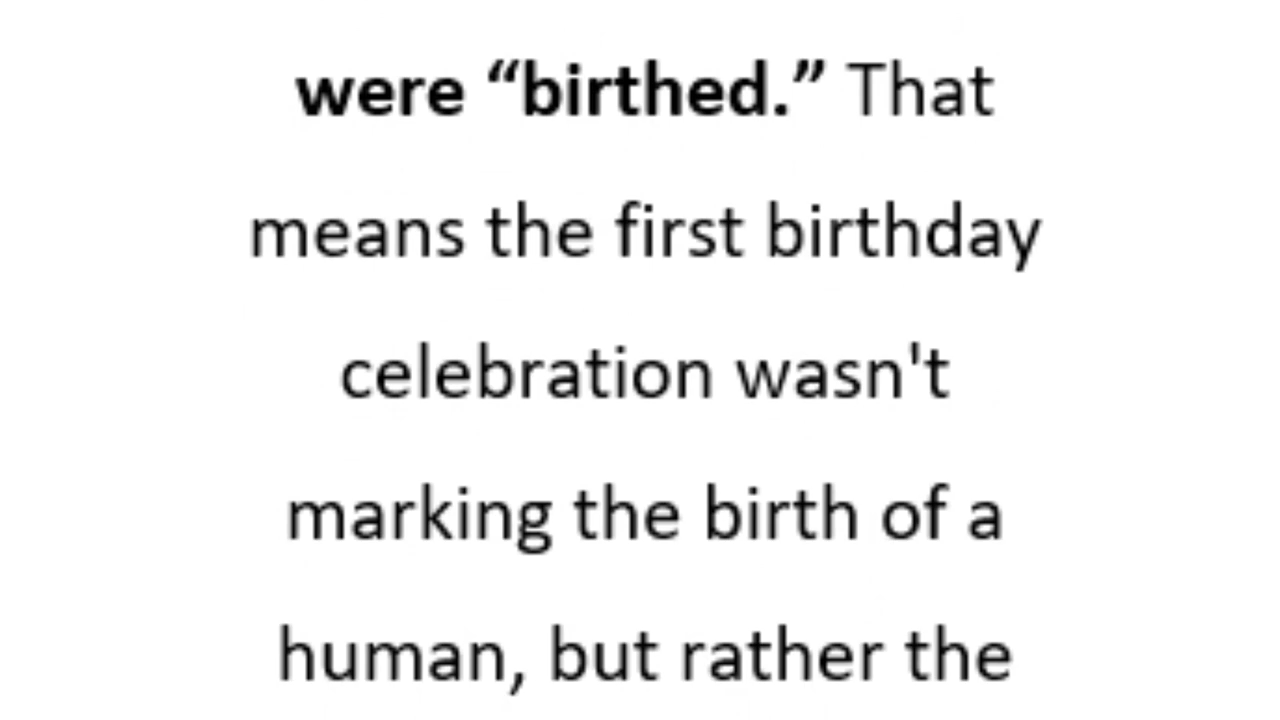 were “birthed.” That
means the first birthday
celebration wasn't
marking the birth of a
human, but rather the